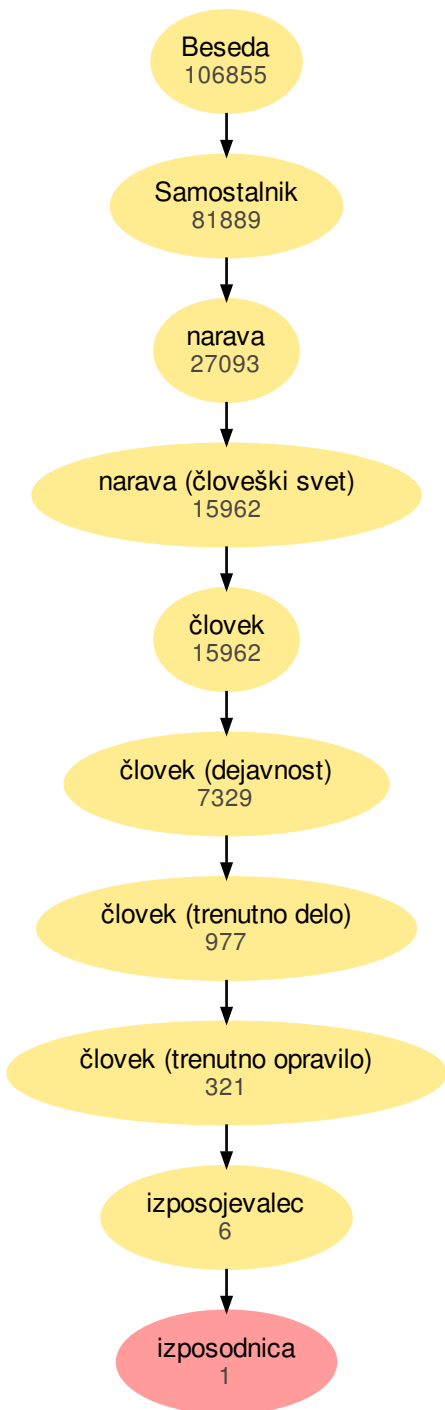 Beseda
106855
Samostalnik
81889
narava
27093
narava (človeški svet)
15962
človek
15962
človek (dejavnost)
7329
človek (trenutno delo)
977
človek (trenutno opravilo)
321
izposojevalec
6
izposodnica
1